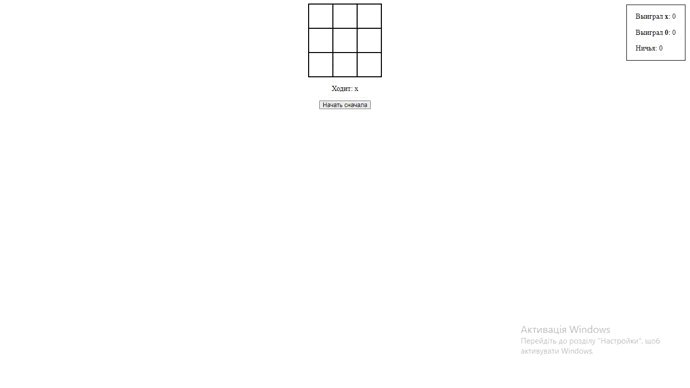 Выиграл x: 0
Выиграл 0: 0
Ничья: 0
Ходит: x
Начать сначала
Активація Windows
Перейдіть до розділу "Настройки", щоб
активувати Windows.